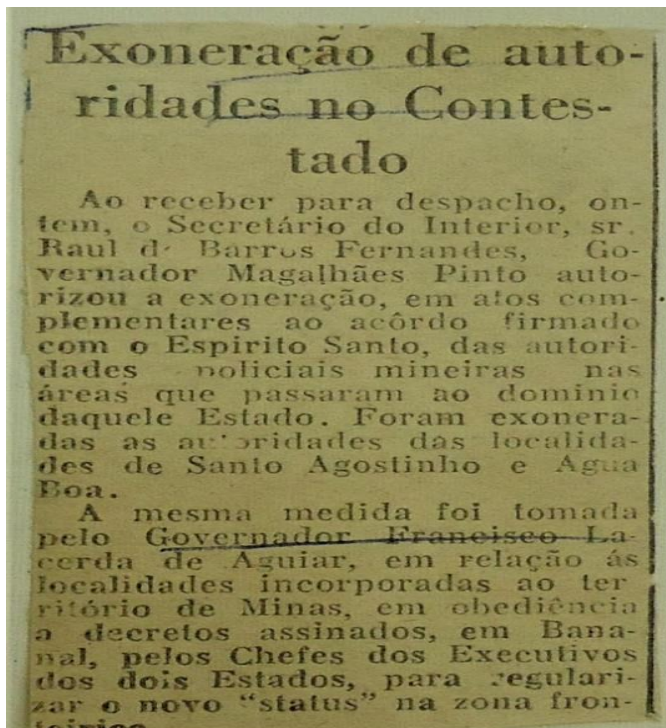 Exoneração de auto-
ridades no Contes-
tado
Ao receber para despacho, on-
tem, o Secretário do Interior, sr.
Raul de Barros Fernandes, Go-
vernador Magalhães Pinto auto-
rizou a exoneração, em atos com-
plementares ao acôrdo firmado
com o Espirito Santo, das autori-
dades policiais mineiras nas
áreas que passaram ao dominio
daquele Estado. Foram exonera-
das as autoridades das localida-
des de Santo Agostinho e Agua
Boa.
A mesma medida foi tomada
pelo Governador Francisco La-
cerda de Aguiar, em relação ás
localidades incorporadas ao ter
ritório de Minas, em obediência
a decretos assinados, em Bana-
nal, pelos Chefes dos Executivos
dos dois Estados, para regulari-
zar o novo "status" na zona fron-
teiriça